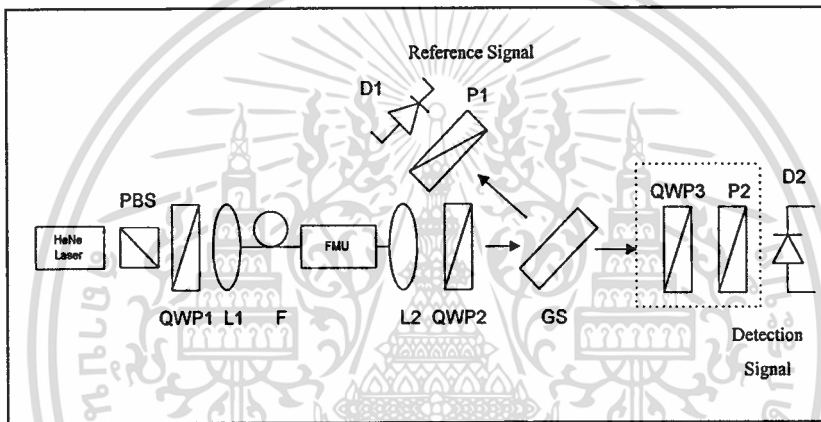 Reference Signal
D1
P1
PBS
QWP3 P2 D2
HeNe
Laser
FMU
QWP1 L1 F L2 QWP2 GS
Detection
Signal